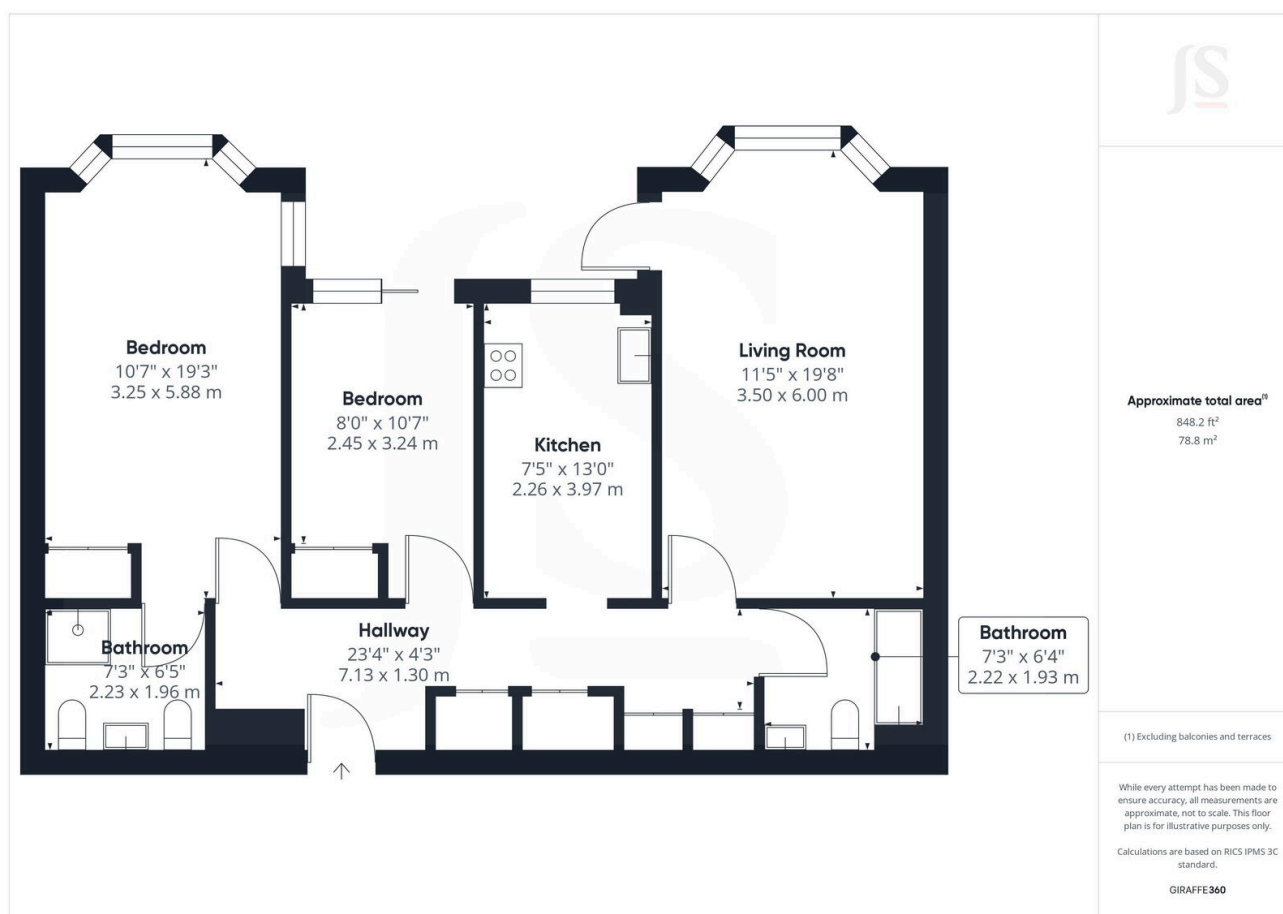 Bedroom
10'7" x 19'3"
3.25 x 5.88 m
Bedroom
8'0" x 10'7"
2.45 x 3.24 m
Kitchen
7'5" x 13'0"
2.26 x 3.97 m
Living Room
11'5" x 19'8"
3.50 x 6.00 m
Bathroom
7'3" x 6'5"
2.23 x 1.96 m
Hallway
23'4" x 4'3"
7.13 x 1.30 m
Bathroom
7'3" x 6'4"
2.22 x 1.93 m
JS
Approximate total area(1)
848.2 ft²
78.8 m²
(1) Excluding balconies and terraces
While every attempt has been made to
ensure accuracy, all measurements are
approximate, not to scale. This floor
plan is for illustrative purposes only.
Calculations are based on RICS IPMS 3C
standard.
GIRAFFE360